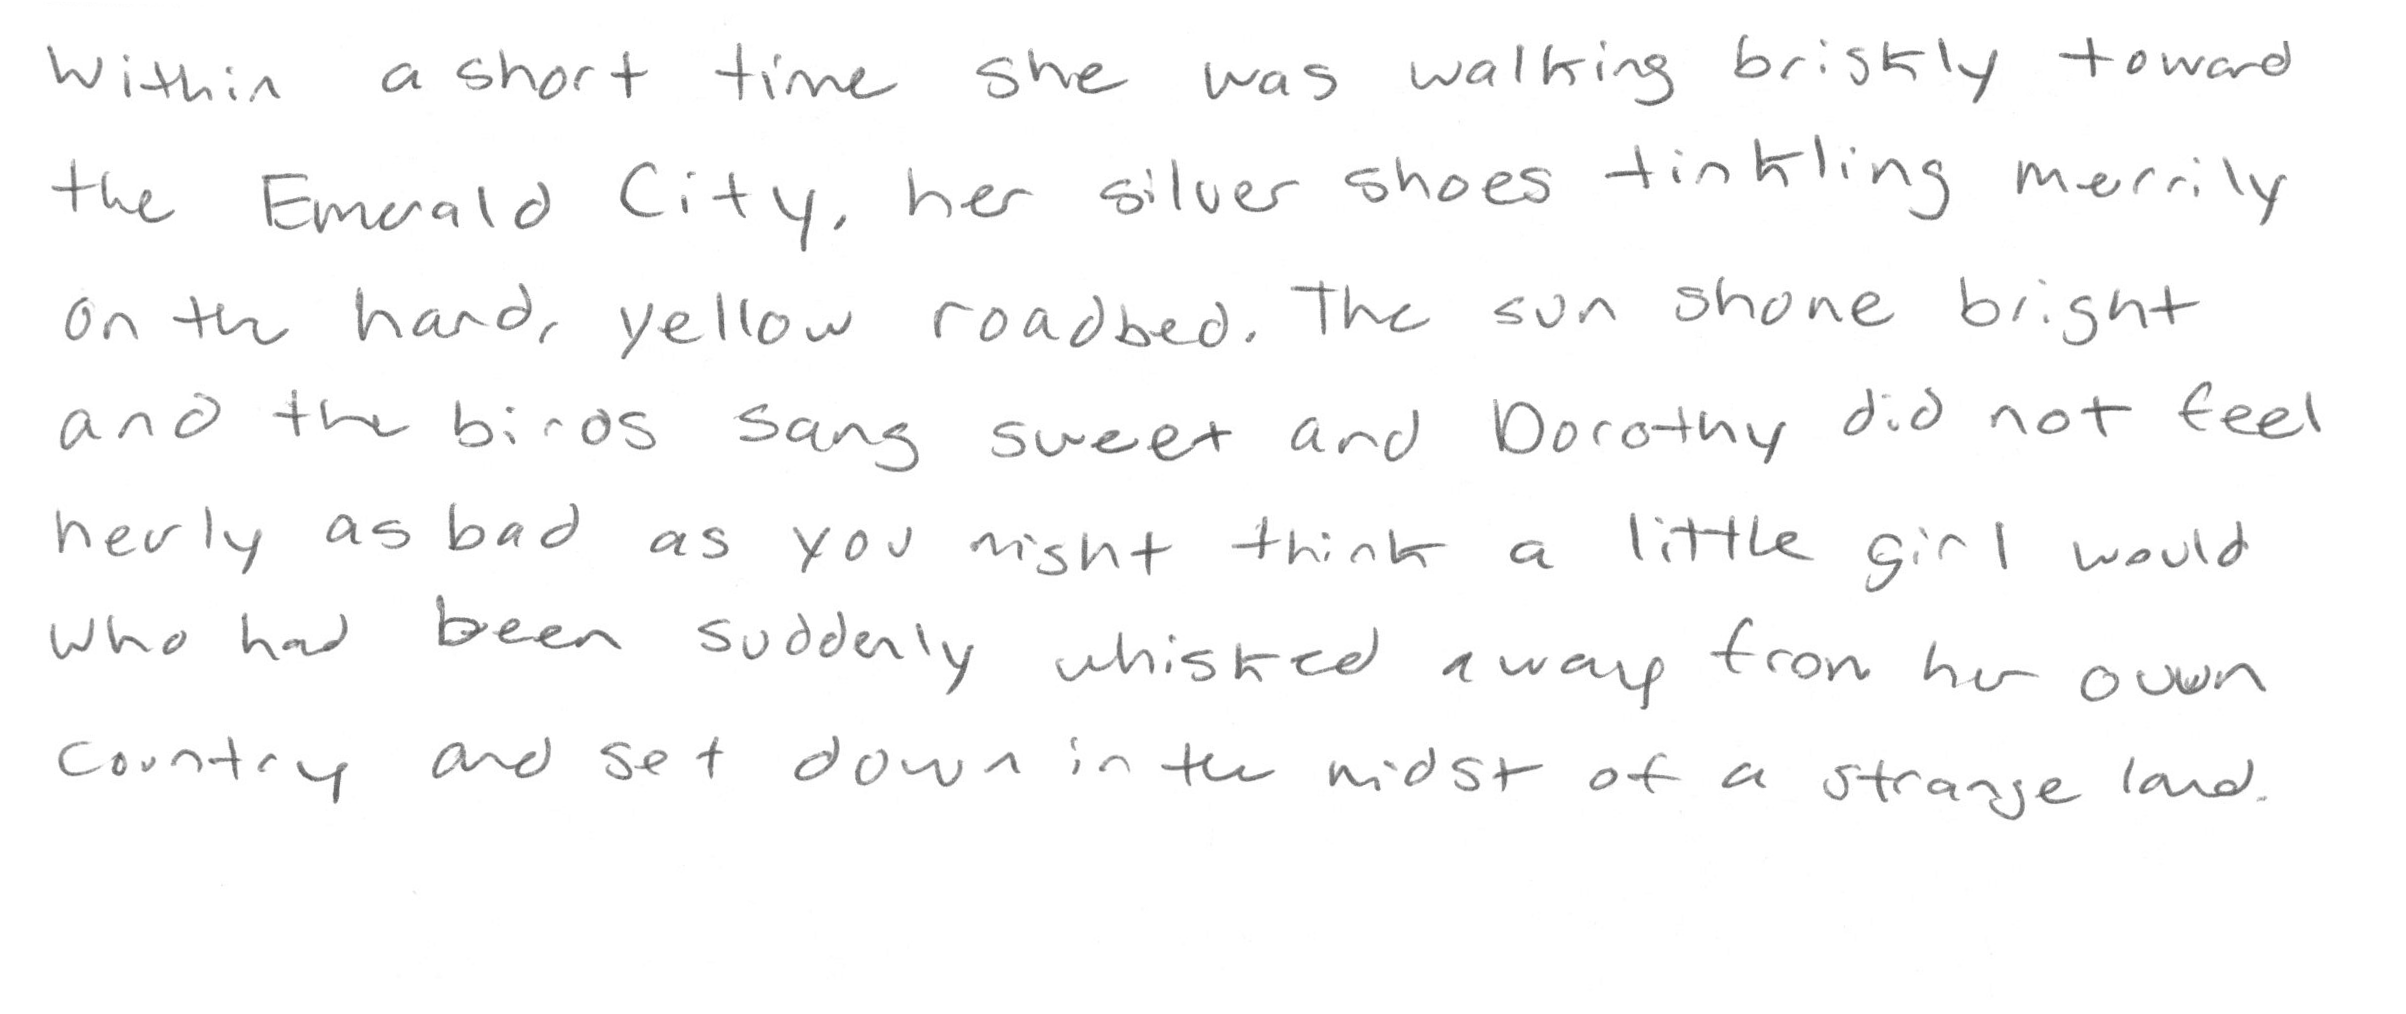 Within a short time she was walking briskly toward
the Emerald City, her silver shoes tinkling merrily
on the hard, yellow roadbed. The sun shone bright
and the birds sang sweet and Dorothy did not feel
nerly as bad as you might think a little girl would
who had been suddenly whisked away from her own
country and set down in the midst of a strange land.